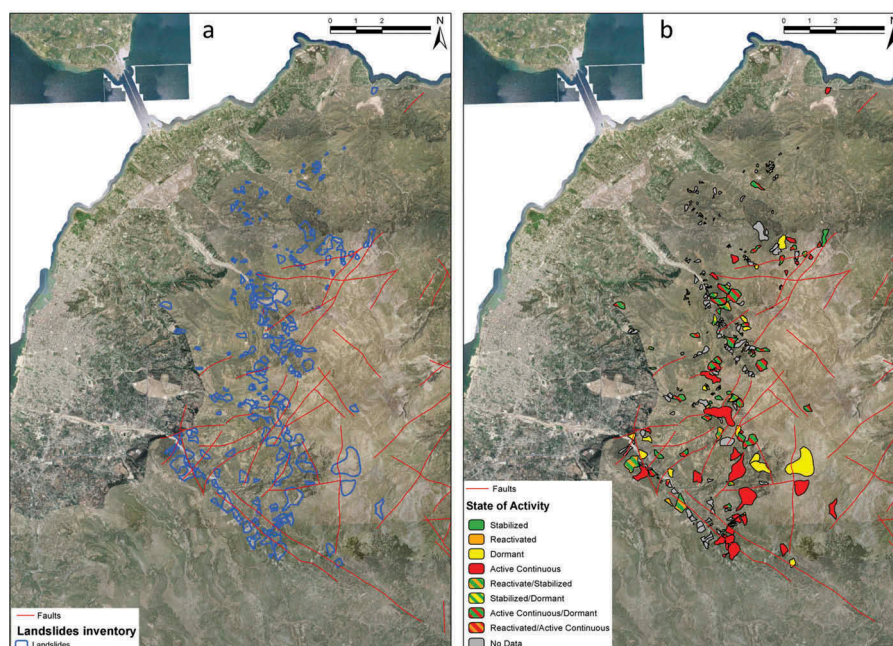 a
0 1 2
N
Faults
Landslides inventory
Landslides
b
0 1 2
N
Faults
State of Activity
Stabilized
Reactivated
Dormant
Active Continuous
Reactivate/Stabilized
Stabilized/Dormant
Active Continuous/Dormant
Reactivated/Active Continuous
No Data